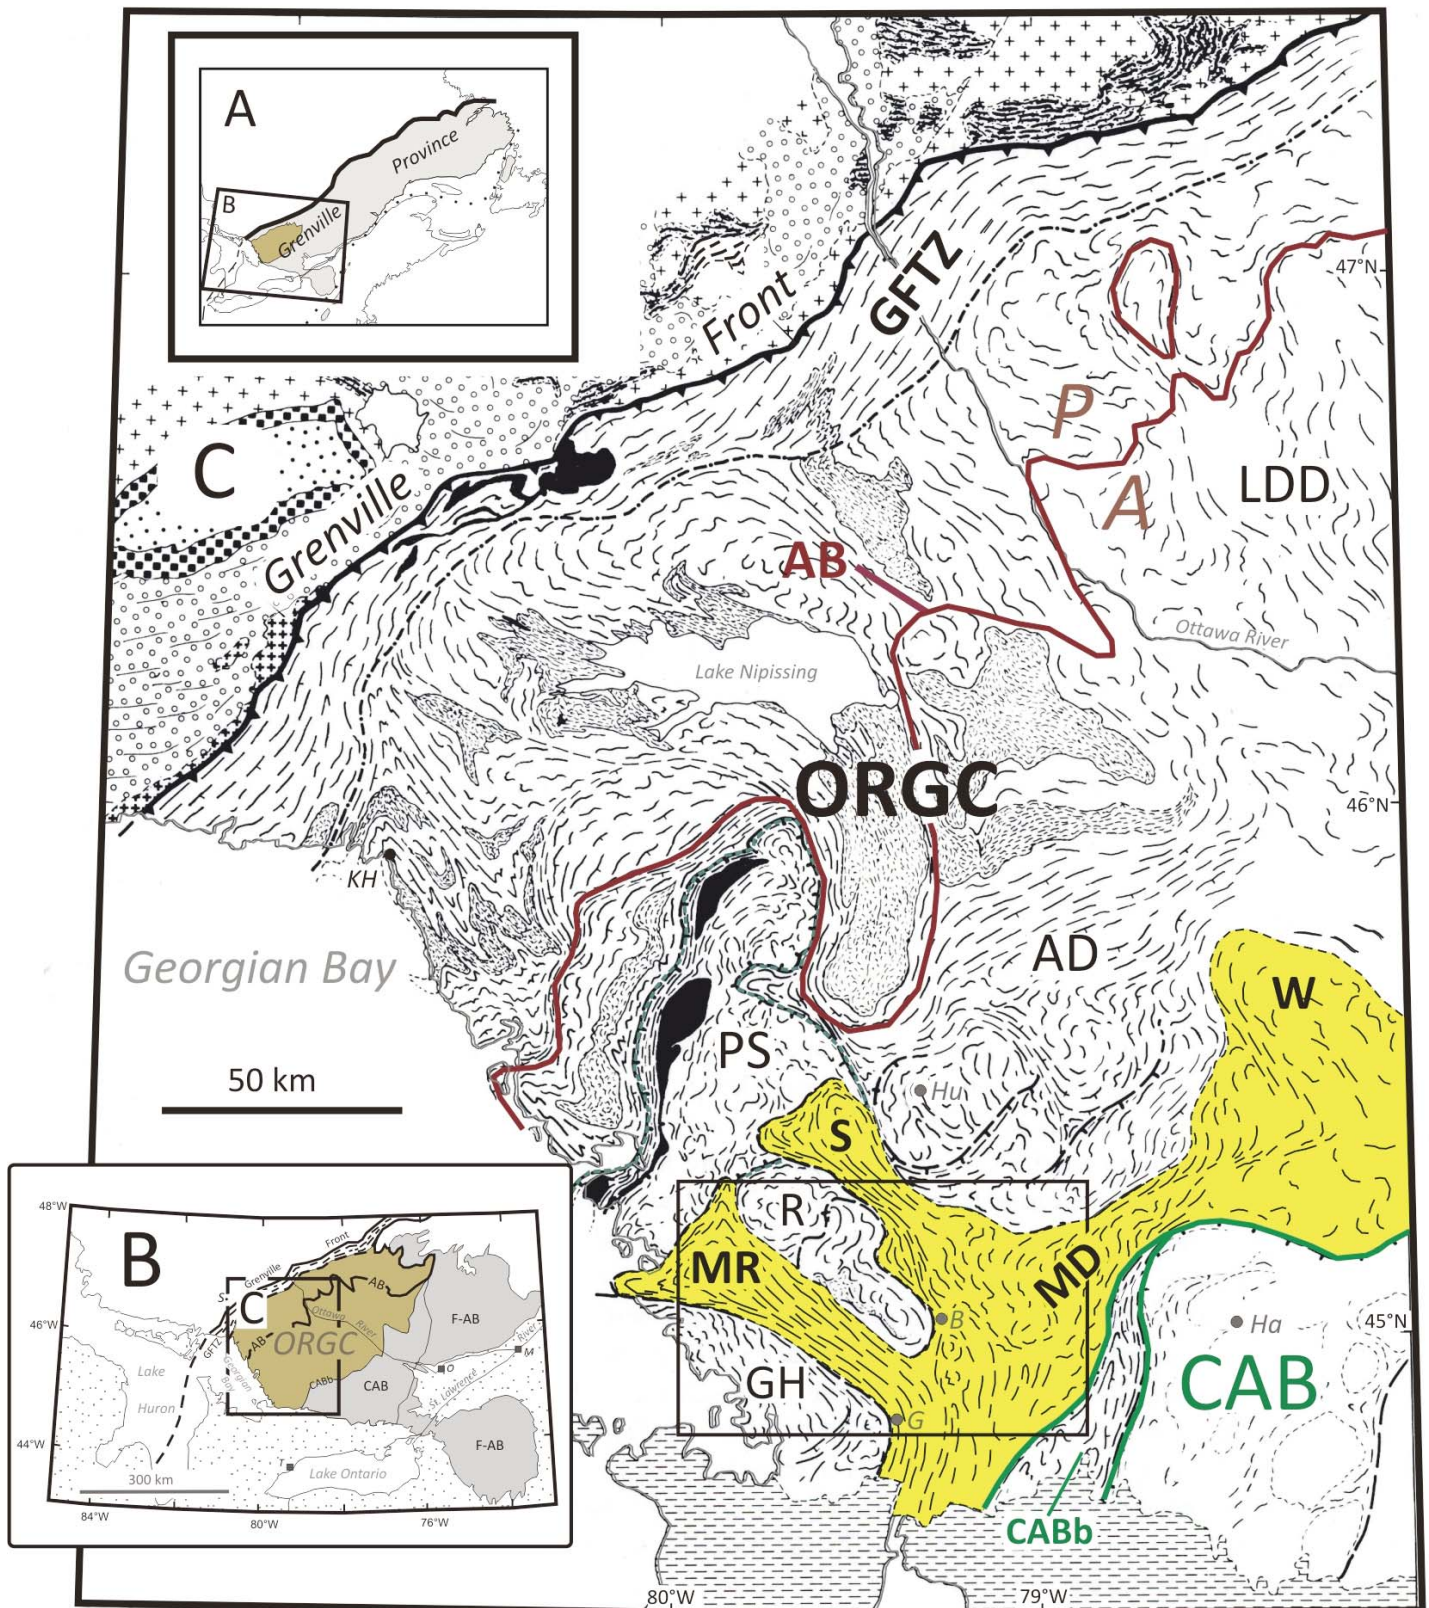 A
Province
Grenville
B
47°N
GFTZ
Front
P
C
A
LDD
Grenville
AB
Ottawa River
Lake Nipissing
ORGC
46°N
KH
AD
Georgian Bay
W
PS
50 km
Hu
S
R
MR
MD
B
Ha
45°N
CAB
GH
G
CABb
80°W
79°W
48°W
B
Front
Grenville
S
C
AB
46°W
Ottawa River
F-AB
AB
ORGC
GFTZ
River
M
Lake
Georgian Bay
O
CABb
CAB
St Lawrence
Huron
44°W
F-AB
T
Lake Ontario
300 km
84°W
80°W
76°W